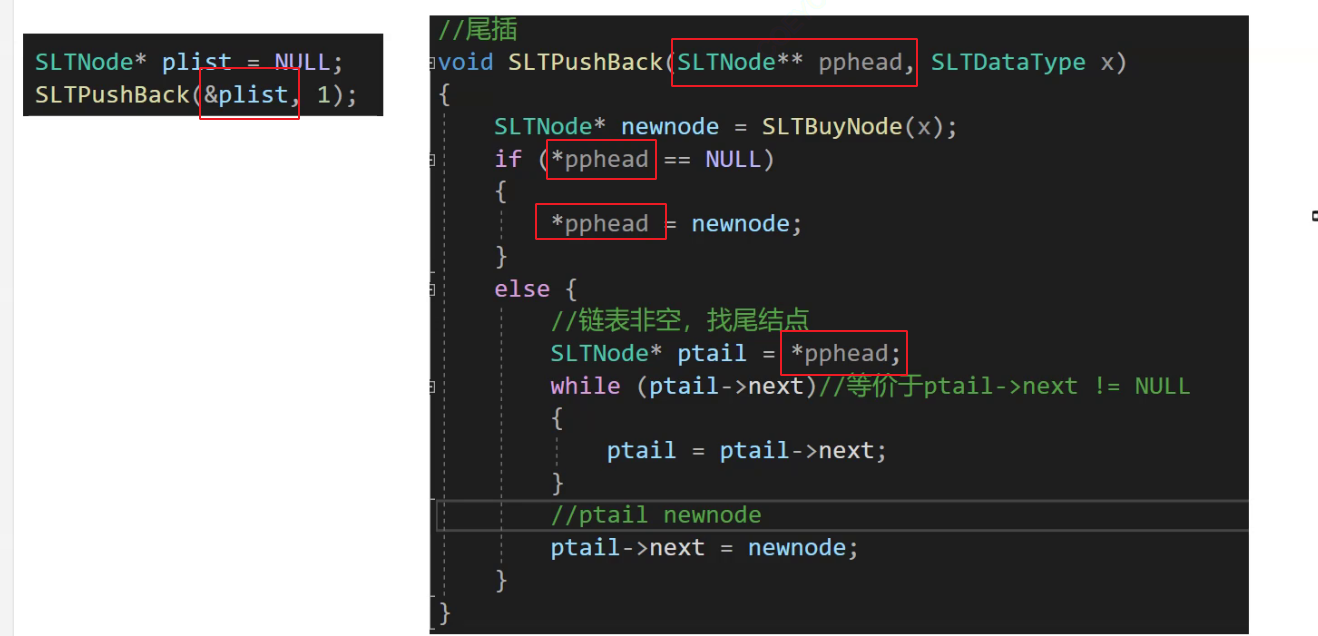 SLTNode* plist = NULL;
SLTPushBack(&plist, 1);
//尾插
void SLTPushBack(SLTNode** pphead, SLTDataType x)
{
SLTNode* newnode = SLTBuyNode(x);
if (*pphead == NULL)
{
*pphead = newnode;
}
else {
//链表非空，找尾结点
SLTNode* ptail = *pphead;
while (ptail->next)//等价于ptail->next != NULL
{
ptail = ptail->next;
}
//ptail newnode
ptail->next = newnode;
}
}